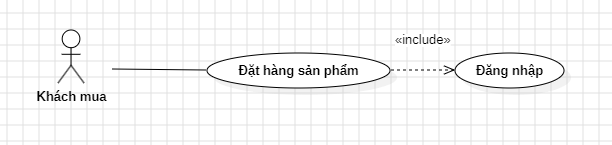 «include»
Đặt hàng sản phẩm
Đăng nhập
Khách mua